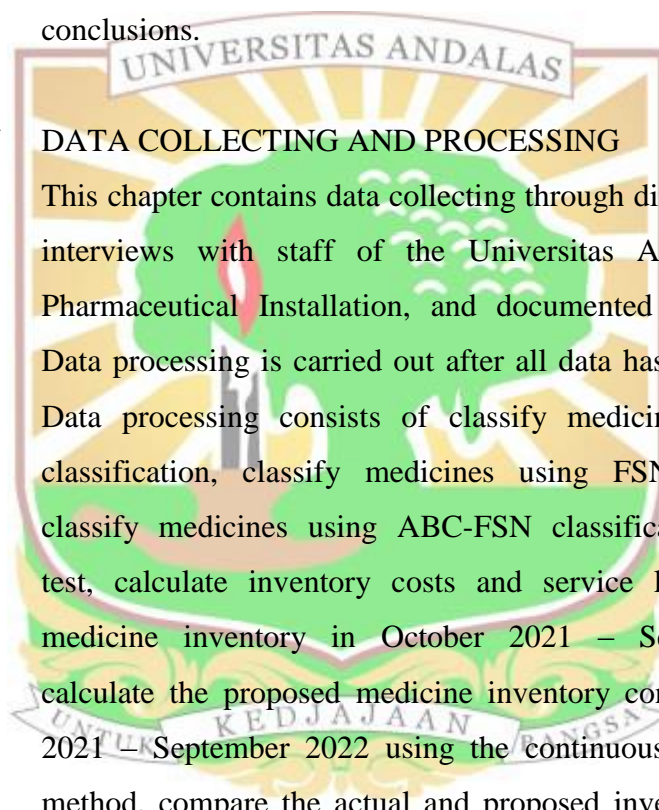 conclusions.
UNIVERSITAS ANDALAS
DATA COLLECTING AND PROCESSING
This chapter contains data collecting through di
interviews with staff of the Universitas A
Pharmaceutical Installation, and documented
Data processing is carried out after all data has
Data processing consists of classify medicin
classification, classify medicines using FSN
classify medicines using ABC-FSN classifica
test, calculate inventory costs and service l
medicine inventory in October 2021 – Se
calculate the proposed medicine inventory con
2021 – September 2022 using the continuous
method, compare the actual and proposed inve
UNTUK KEDJAJAAN BANGSA